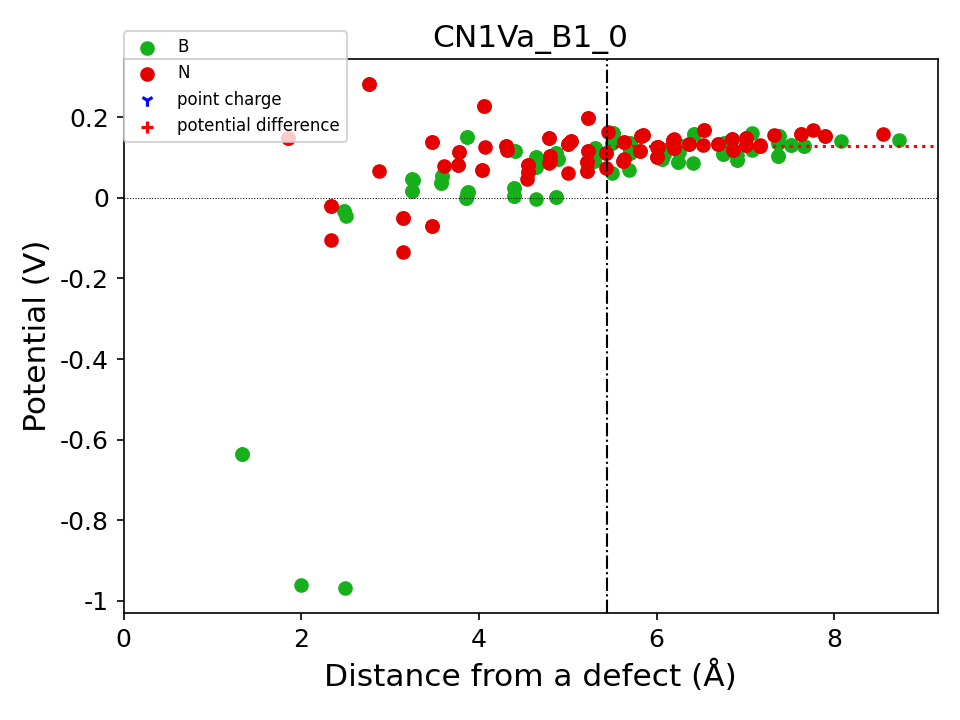 CN1Va_B1_0
B
N
point charge
potential difference
0.2
0
-0.2
-0.4
-0.6
-0.8
-1
Potential (V)
0 2 4 6 8
Distance from a defect (Å)